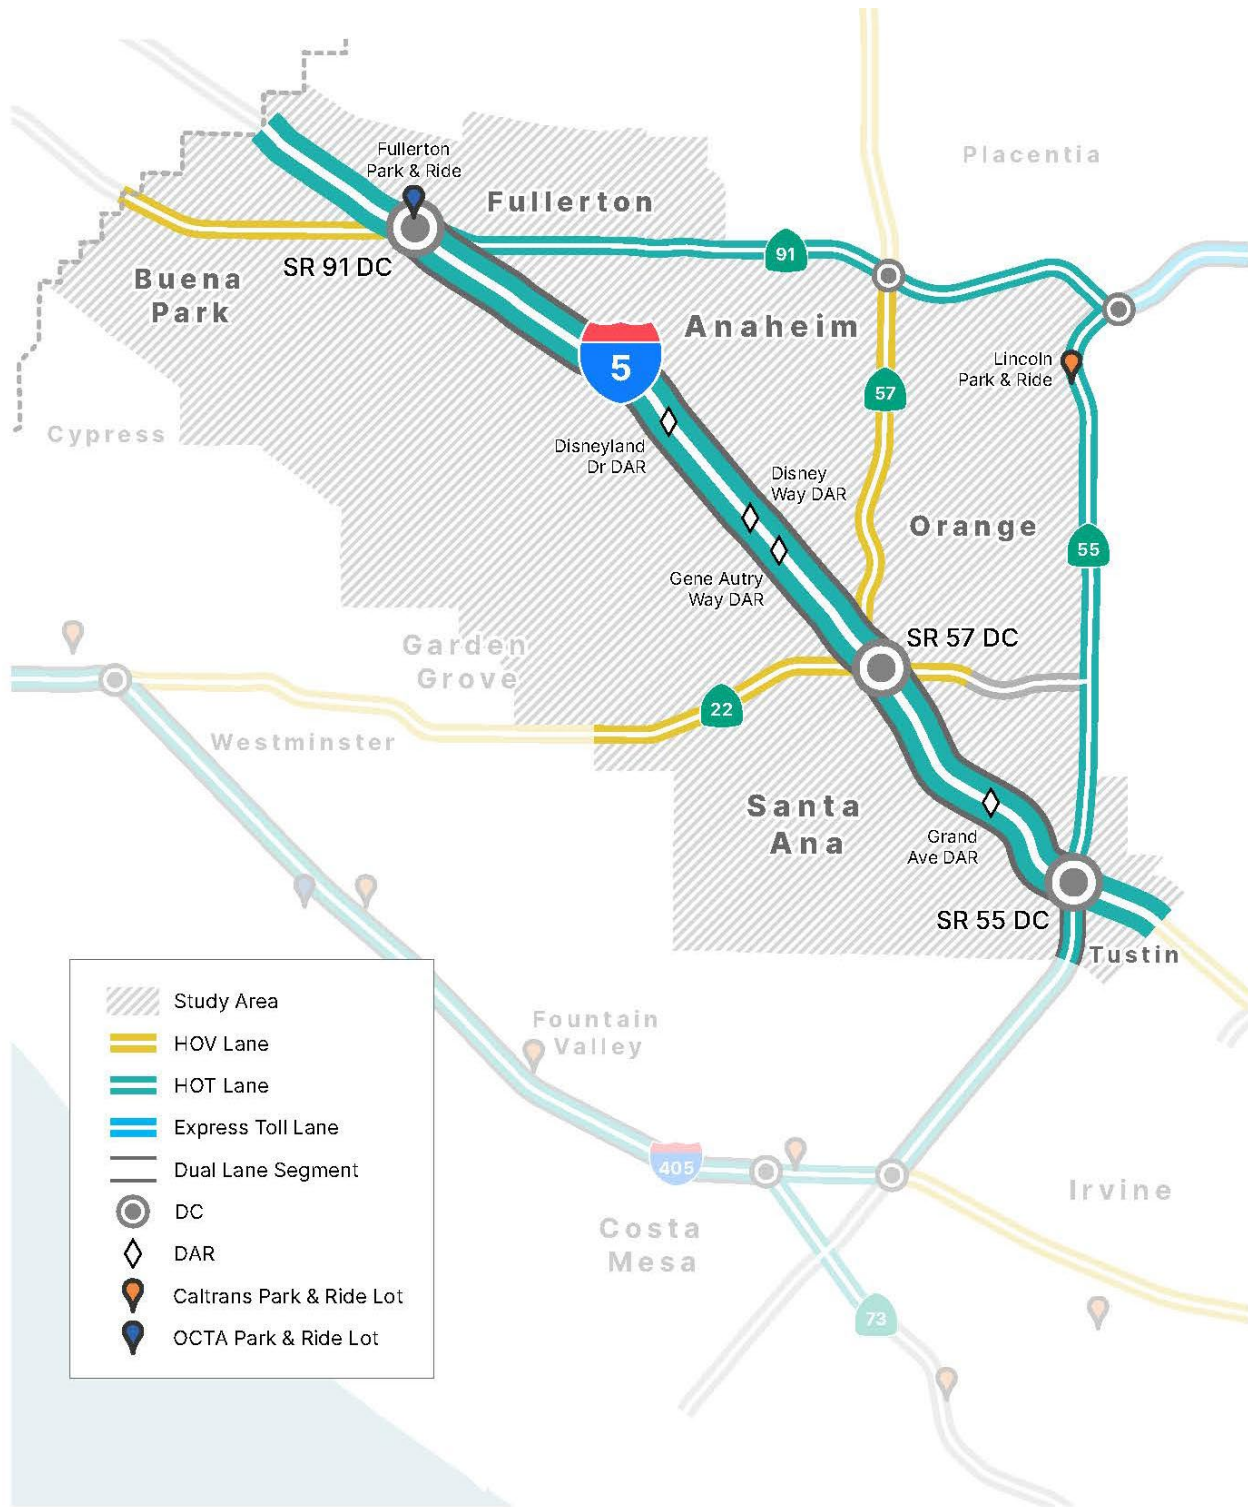 Placentia
Fullerton
Park & Ride
Fullerton
SR 91 DC
91
Buena
Park
Anaheim
5
Lincoln
Park & Ride
57
Cypress
Disneyland
Dr DAR
Disney
Way DAR
Orange
55
Gene Autry
Way DAR
Garden
Grove
SR 57 DC
22
Westminster
Santa
Ana
Grand
Ave DAR
SR 55 DC
Tustin
Study Area
HOV Lane
HOT Lane
Express Toll Lane
Dual Lane Segment
DC
DAR
Caltrans Park & Ride Lot
OCTA Park & Ride Lot
Fountain
Valley
405
Irvine
Costa
Mesa
73